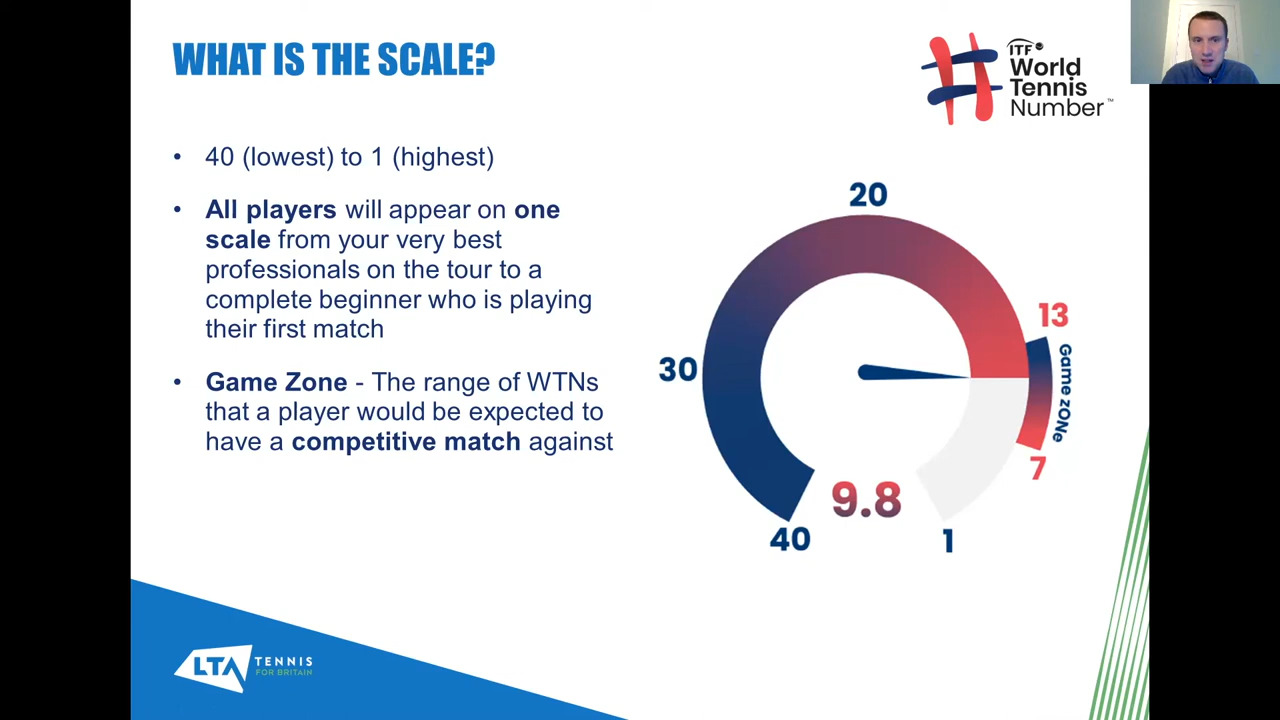 WHAT IS THE SCALE?
ITF
World
Tennis
Number™
• 40 (lowest) to 1 (highest)
• All players will appear on one
scale from your very best
professionals on the tour to a
complete beginner who is playing
their first match
• Game Zone - The range of WTNs
that a player would be expected to
have a competitive match against
20
30
13
Game zONe
7
9.8
40
1
LTA
TENNIS
FOR BRITAIN